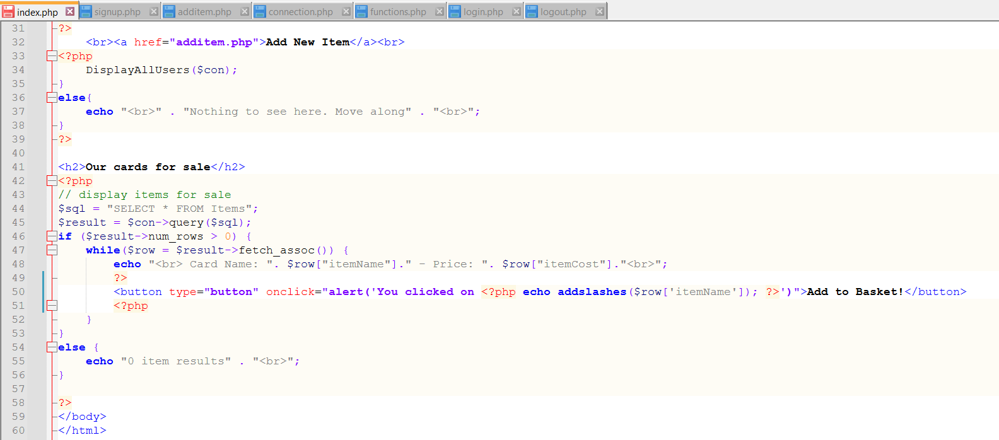 index.php signup.php additem.php connection.php functions.php login.php logout.php
31 ?>
32 <br><a href="additem.php">Add New Item</a><br>
33 <?php
34 DisplayAllUsers($con);
35 }
36 else{
37 echo "<br>" . "Nothing to see here. Move along" . "<br>";
38 }
39 ?>
40
41 <h2>Our cards for sale</h2>
42 <?php
43 // display items for sale
44 $sql = "SELECT * FROM Items";
45 $result = $con->query($sql);
46 if ($result->num_rows > 0) {
47 while($row = $result->fetch_assoc()) {
48 echo "<br> Card Name: ". $row["itemName"]." - Price: ". $row["itemCost"]."<br>";
49 ?>
50 <button type="button" onclick="alert('You clicked on <?php echo addslashes($row['itemName']); ?>')">Add to Basket!</button>
51 <?php
52 }
53 }
54 else {
55 echo "0 item results" . "<br>";
56 }
57
58 ?>
59 </body>
60 </html>